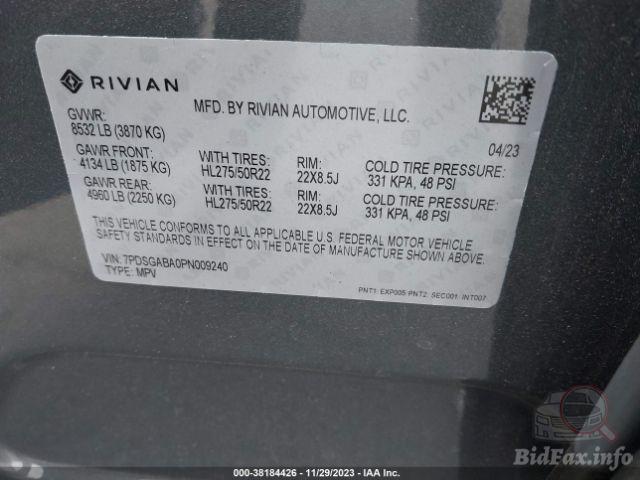 RIVIAN
MFD. BY RIVIAN AUTOMOTIVE, LLC.
04/23
GVWR:
8532 LB (3870 KG)
GAWR FRONT: WITH TIRES: RIM: COLD TIRE PRESSURE:
4134 LB (1875 KG) HL275/50R22 22X8.5J 331 KPA, 48 PSI
GAWR REAR: WITH TIRES: RIM: COLD TIRE PRESSURE:
4960 LB (2250 KG) HL275/50R22 22X8.5J 331 KPA, 48 PSI
THIS VEHICLE CONFORMS TO ALL APPLICABLE U.S. FEDERAL MOTOR VEHICLE
SAFETY STANDARDS IN EFFECT ON THE DATE OF MANUFACTURE SHOWN ABOVE.
VIN: 7PDSGABA0PN009240
TYPE: MPV
PNT1: EXP005 PNT2: SEC001: INT007
BidFax.info
000-38184426 - 11/29/2023 - IAA Inc.